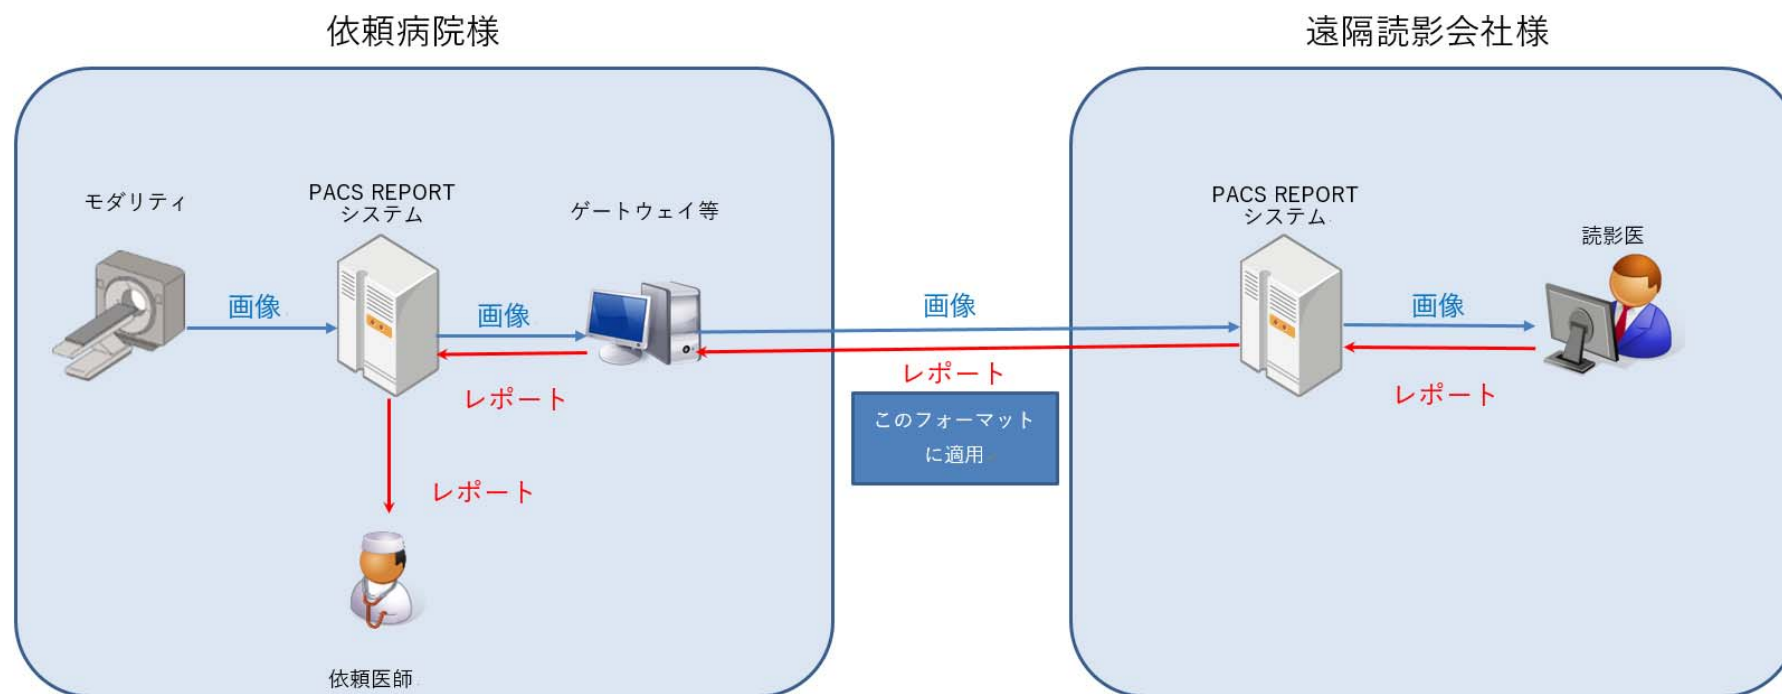 依頼病院様
遠隔読影会社様
モダリティ
PACS REPORT
システム
ゲートウェイ等
PACS REPORT
システム
読影医
画像
画像
画像
画像
レポート
レポート
レポート
このフォーマット
に適用
レポート
依頼医師